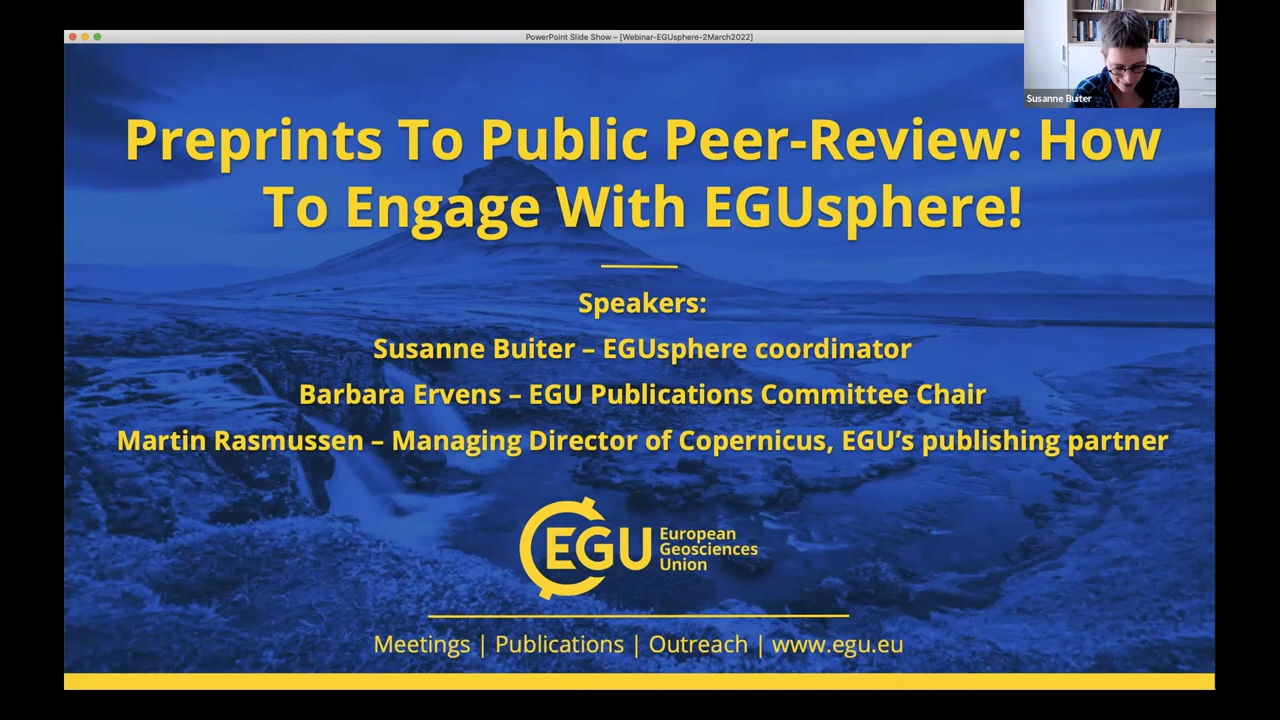 PowerPoint Slide Show – [Webinar-EGUsphere-2March2022]
Susanne Buiter
Preprints To Public Peer-Review: How
To Engage With EGUsphere!
Speakers:
Susanne Buiter – EGUsphere coordinator
Barbara Ervens – EGU Publications Committee Chair
Martin Rasmussen – Managing Director of Copernicus, EGU’s publishing partner
EGU
European
Geosciences
Union
Meetings | Publications | Outreach | www.egu.eu